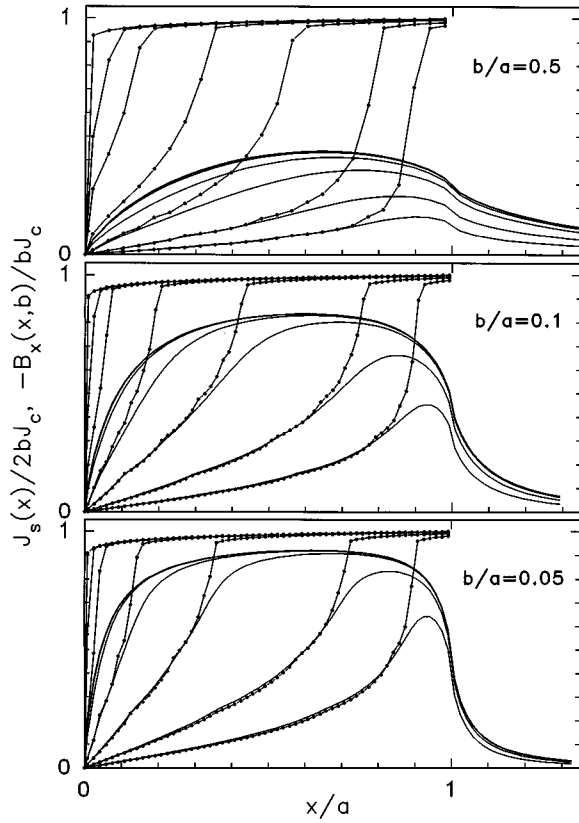 1
b/a=0.5
0
1
b/a=0.1
0
1
b/a=0.05
0
0
1
x/a
J_s(x)/2bJ_c, −B_x(x,b)/bJ_c